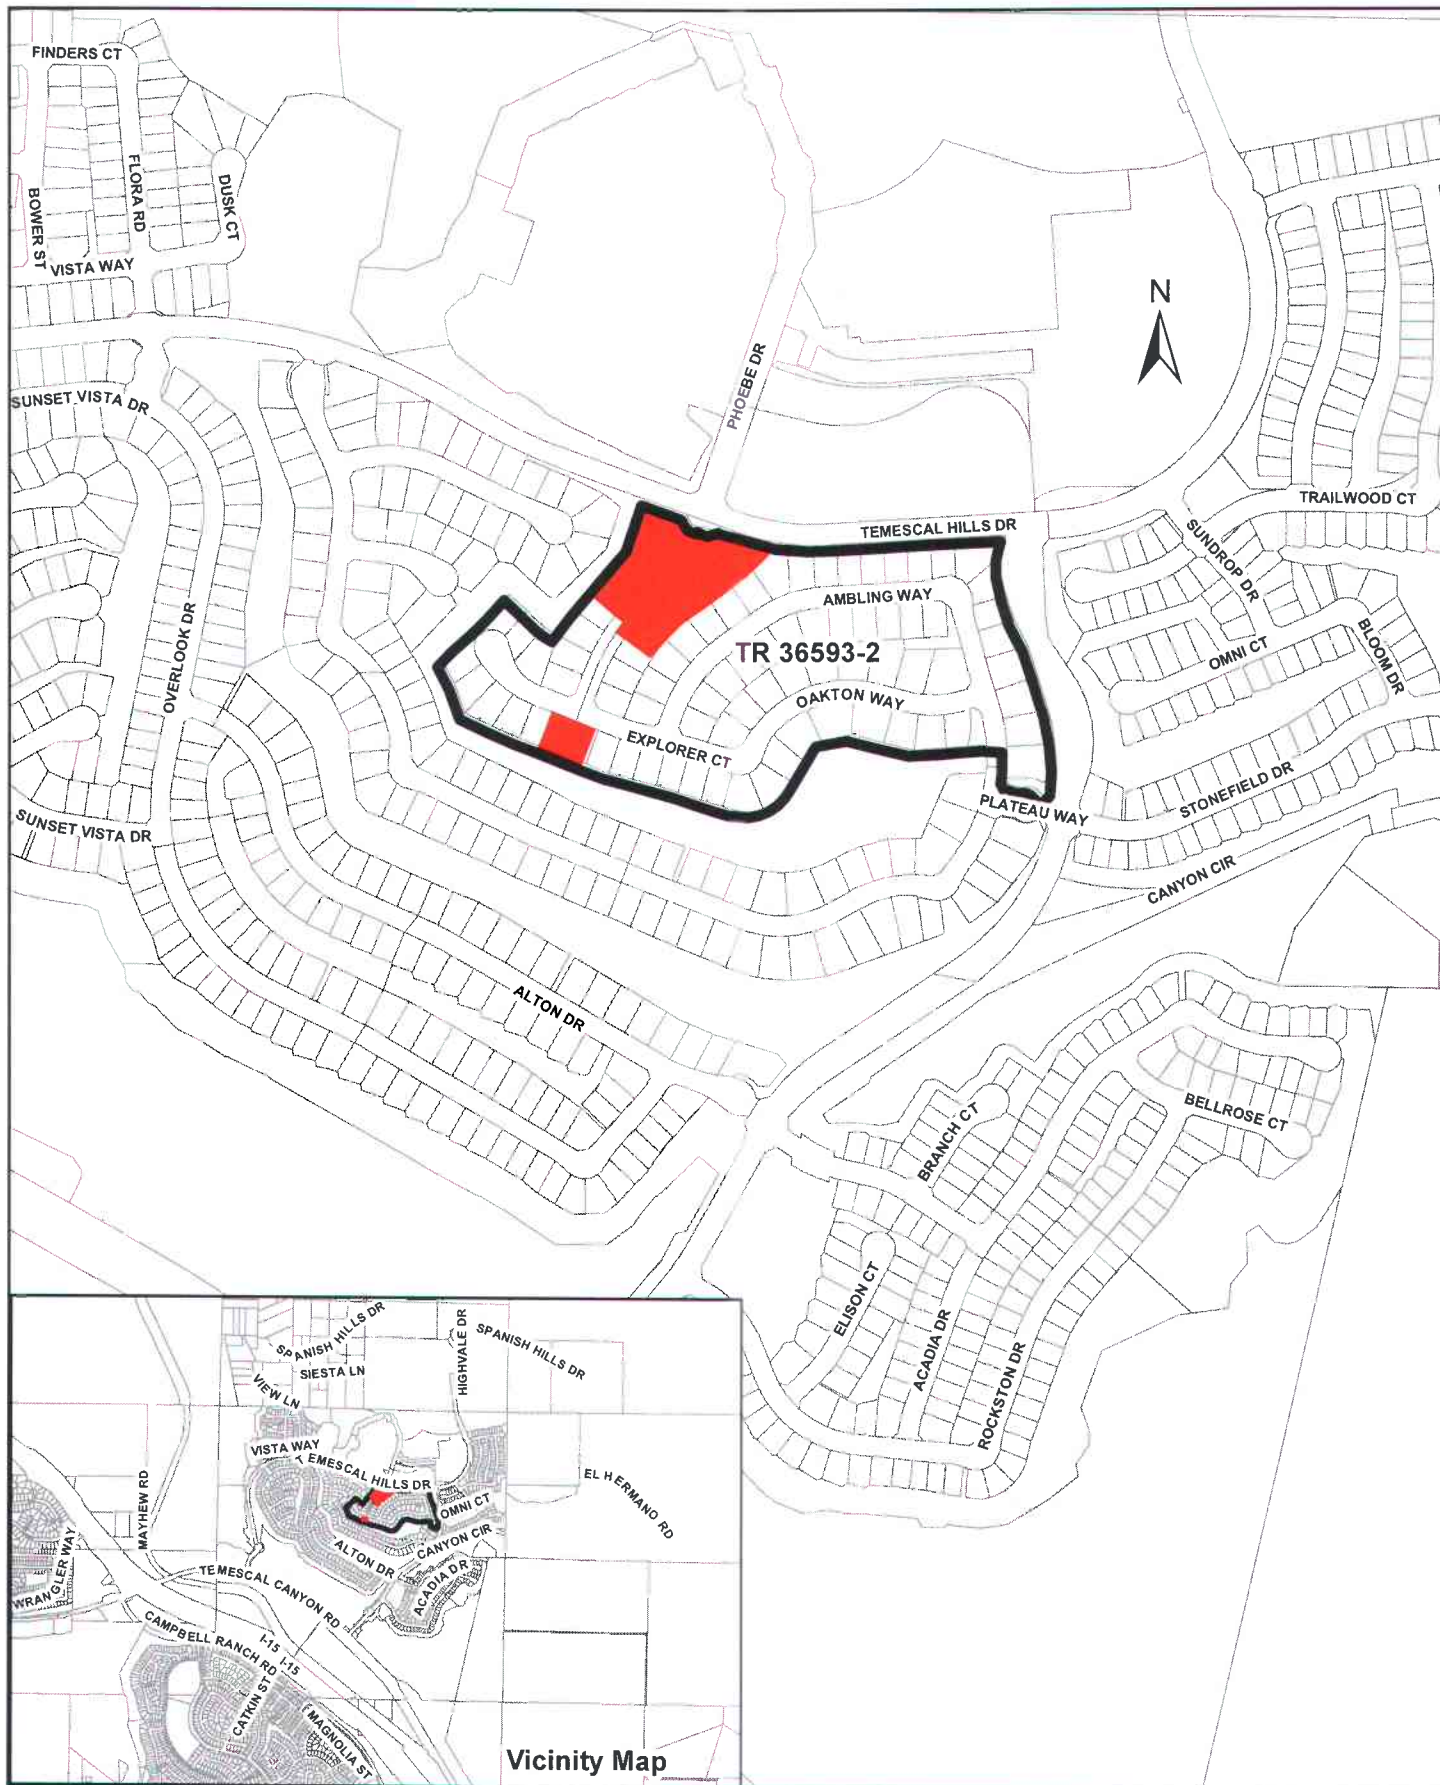 FINDERS CT
FLORA RD
DUSK CT
BOWER ST
VISTA WAY
N
PHOEBE DR
SUNSET VISTA DR
TRAILWOOD CT
TEMESCAL HILLS DR
SUNDROP DR
AMBLING WAY
OVERLOOK DR
TR 36593-2
OMNI CT
BLOOM DR
OAKTON WAY
EXPLORER CT
STONEFIELD DR
PLATEAU WAY
SUNSET VISTA DR
CANYON CIR
ALTON DR
BRANCH CT
BELLROSE CT
ELISON CT
ACADIA DR
ROCKSTON DR
SPANISH HILLS DR
HIGHVALE DR
SPANISH HILLS DR
SIESTA LN
VIEW LN
VISTA WAY
EMESCAL HILLS DR
MAYHEW RD
EL HERMANO RD
OMNI CT
CANYON CIR
WRANGLER WAY
ALTON DR
ACADIA DR
TEMESCAL CANYON RD
CAMPBELL RANCH RD
I-15
I-15
CATKIN ST
MAGNOLIA ST
Vicinity Map